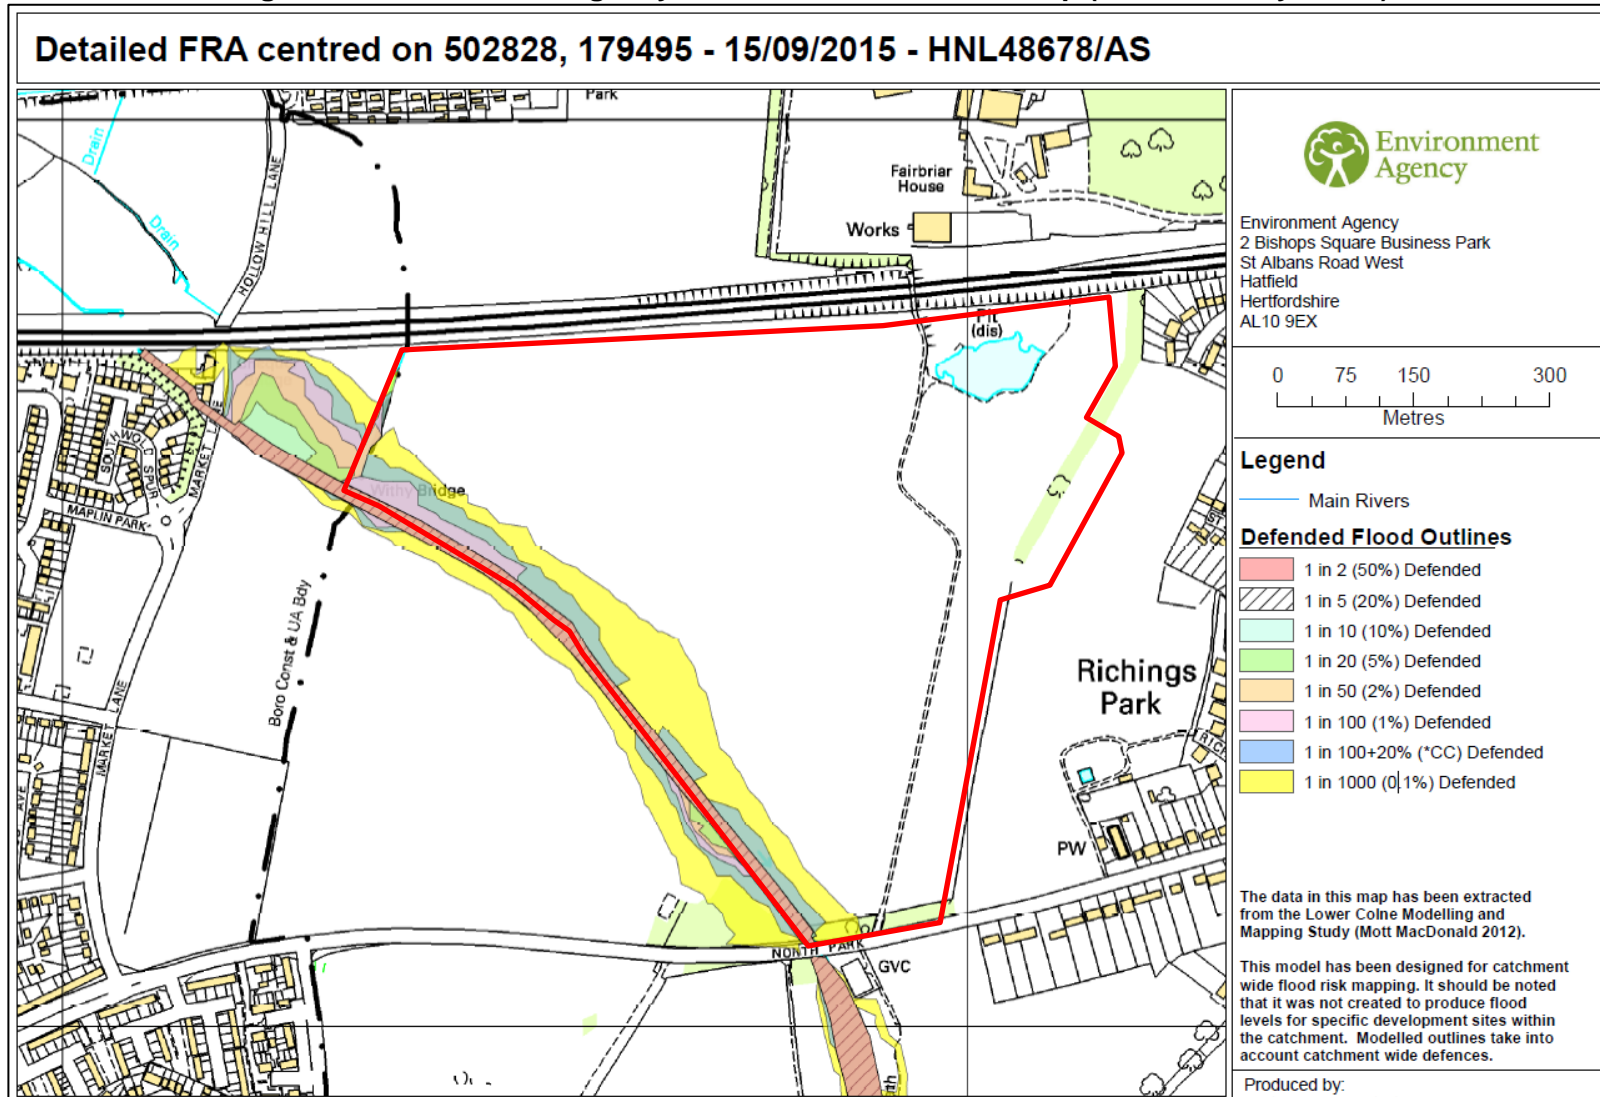 Detailed FRA centred on 502828, 179495 - 15/09/2015 - HNL48678/AS
Park
Drain
Drain
HOLLOW HILL LANE
Fairbriar
House
Works
Pit
(dis)
SOUTHWOLD SPUR
MARKET
MAPLIN PARK
Withy Bridge
Boro Const & UA Bdy
MARKET LANE
AVE
Richings
Park
PW
NORTH PARK
GVC
Environment
Agency
Environment Agency
2 Bishops Square Business Park
St Albans Road West
Hatfield
Hertfordshire
AL10 9EX
0 75 150 300
Metres
Legend
Main Rivers
Defended Flood Outlines
1 in 2 (50%) Defended
1 in 5 (20%) Defended
1 in 10 (10%) Defended
1 in 20 (5%) Defended
1 in 50 (2%) Defended
1 in 100 (1%) Defended
1 in 100+20% (*CC) Defended
1 in 1000 (0.1%) Defended
The data in this map has been extracted
from the Lower Colne Modelling and
Mapping Study (Mott MacDonald 2012).
This model has been designed for catchment
wide flood risk mapping. It should be noted
that it was not created to produce flood
levels for specific development sites within
the catchment. Modelled outlines take into
account catchment wide defences.
Produced by: